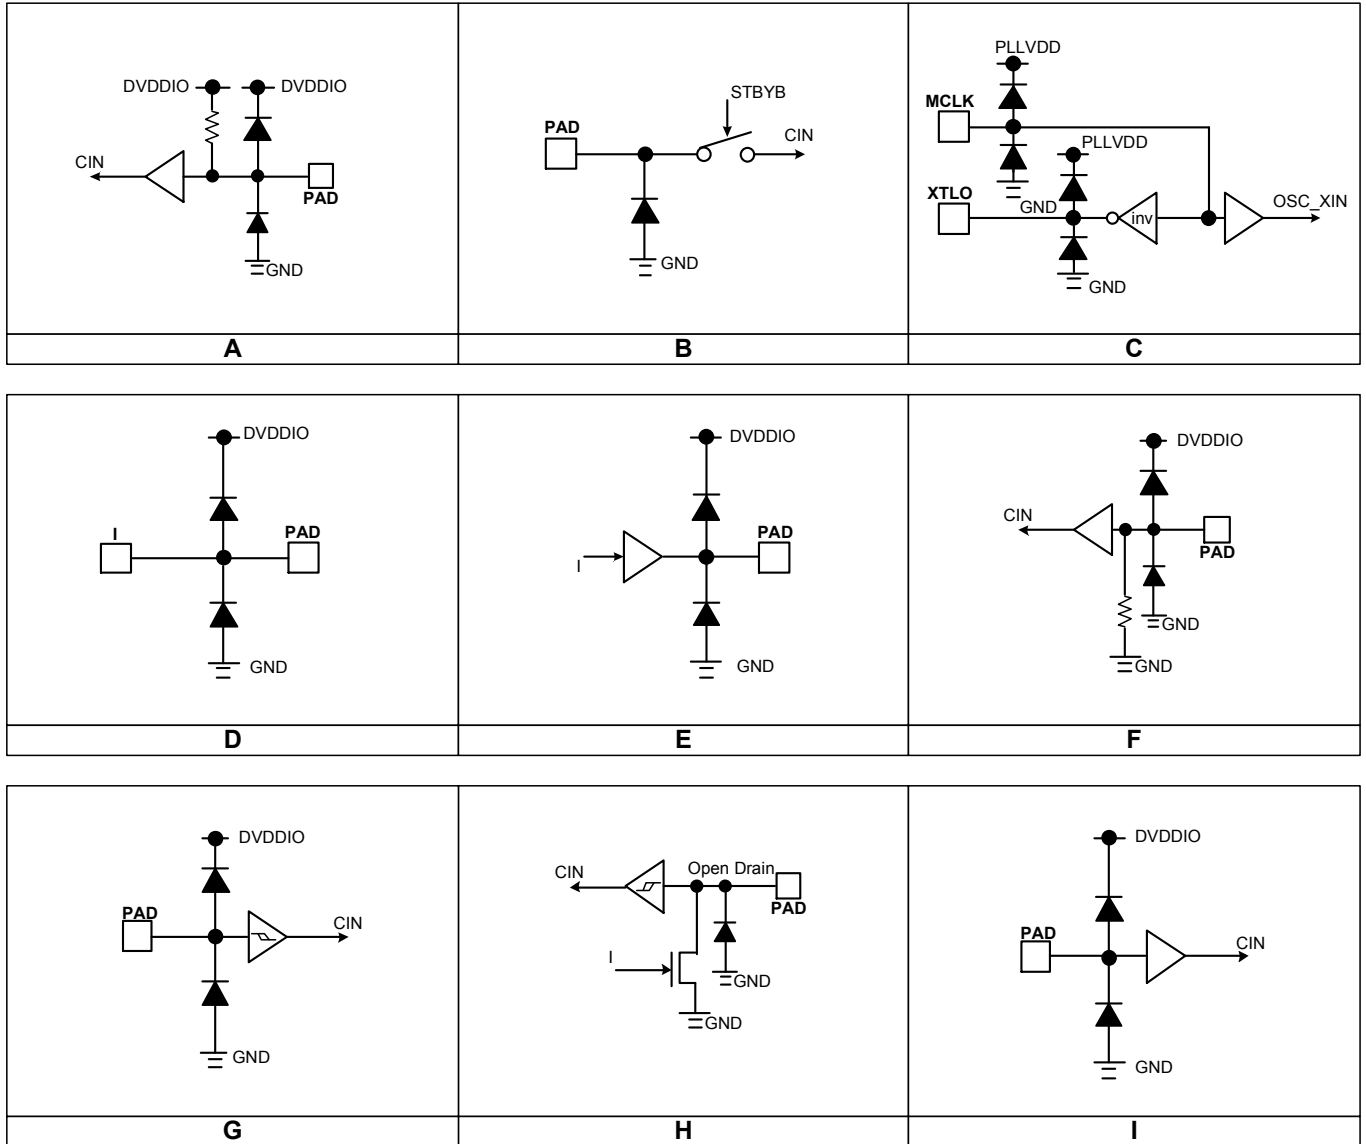 DVDDIO DVDDIO
CIN
PAD
GND
A
STBYB
PAD
CIN
GND
B
PLLVDD
MCLK
PLLVDD
XTLO
GND
inv
OSC_XIN
GND
C
DVDDIO
I
PAD
GND
D
DVDDIO
PAD
I
GND
E
DVDDIO
CIN
PAD
GND
GND
F
DVDDIO
PAD
CIN
GND
G
Open Drain
CIN
PAD
I
GND
GND
H
DVDDIO
PAD
CIN
GND
I